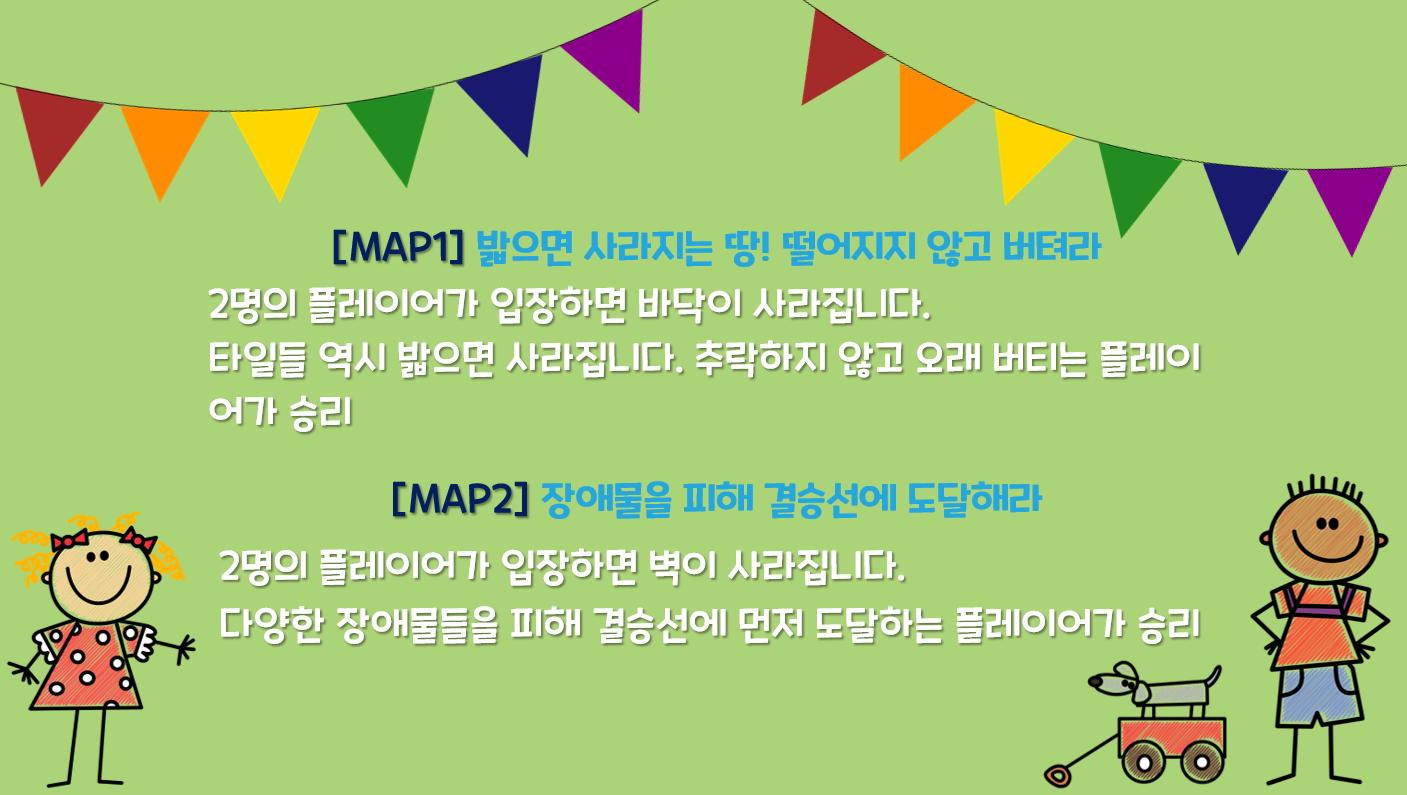 [MAP1] 밟으면 사라지는 땅! 떨어지지 않고 버텨라
2명의 플레이어가 입장하면 바닥이 사라집니다.
타일들 역시 밟으면 사라집니다. 추락하지 않고 오래 버티는 플레이
어가 승리
[MAP2] 장애물을 피해 결승선에 도달해라
2명의 플레이어가 입장하면 벽이 사라집니다.
다양한 장애물들을 피해 결승선에 먼저 도달하는 플레이어가 승리